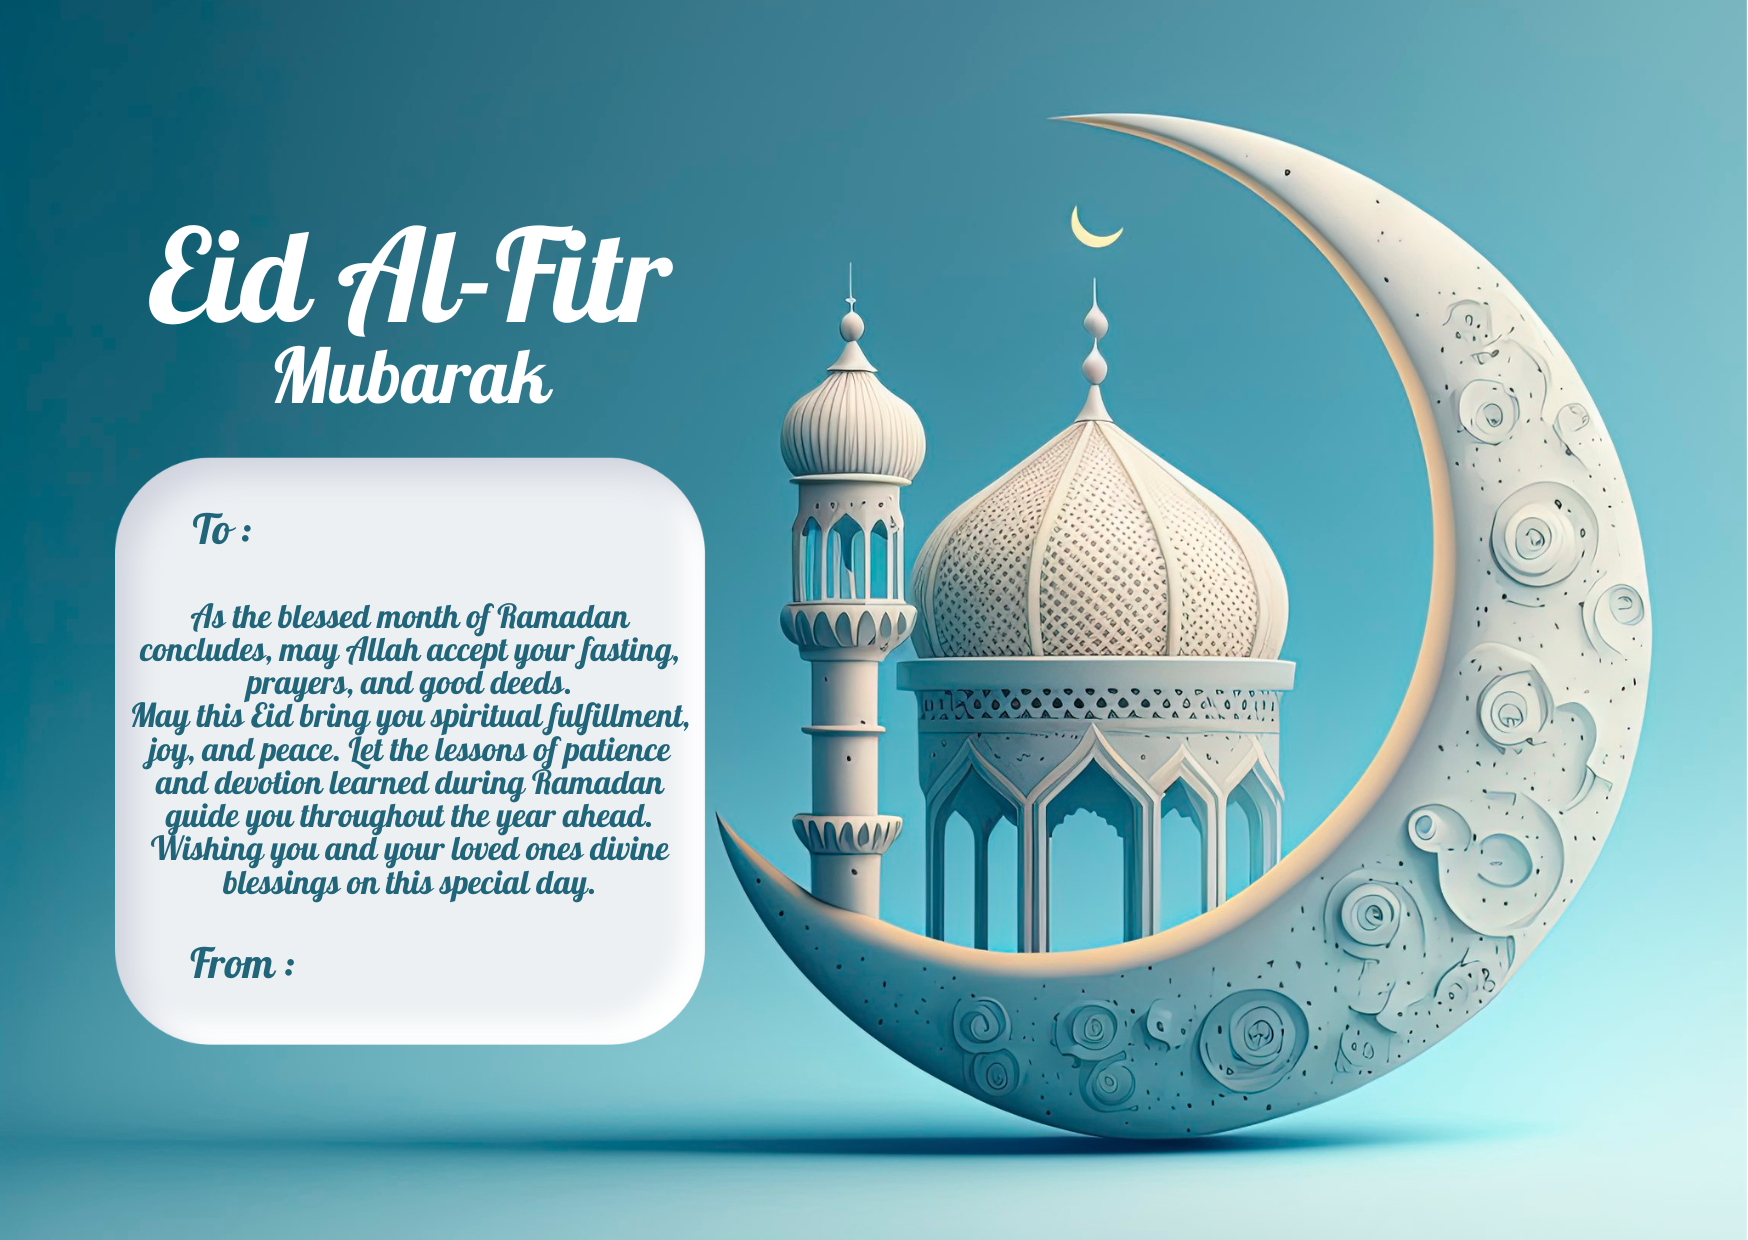 Eid Al-Fitr
Mubarak
To :
As the blessed month of Ramadan
concludes, may Allah accept your fasting,
prayers, and good deeds.
May this Eid bring you spiritual fulfillment,
joy, and peace. Let the lessons of patience
and devotion learned during Ramadan
guide you throughout the year ahead.
Wishing you and your loved ones divine
blessings on this special day.
From :